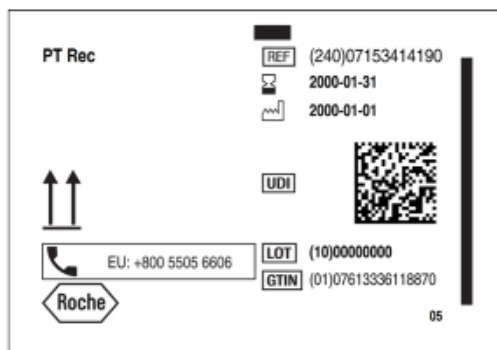 PT Rec
REF (240)07153414190
2000-01-31
2000-01-01
UDI
EU: +800 5505 6606
LOT (10)00000000
GTIN (01)07613336118870
Roche
05